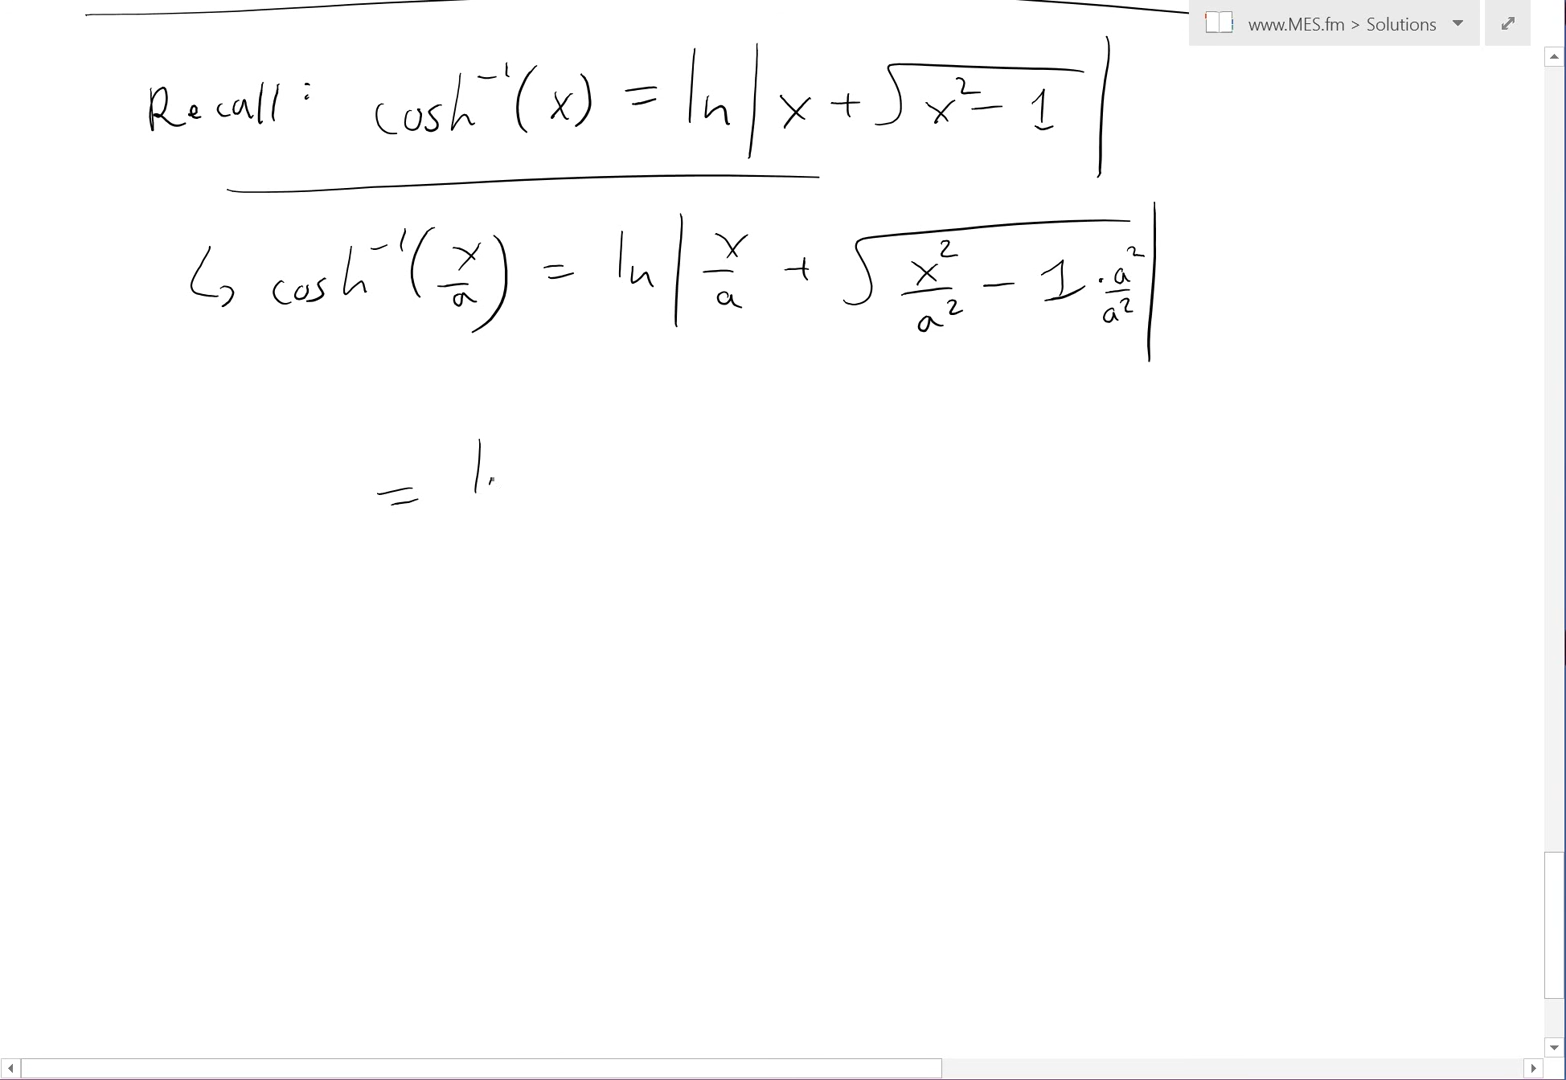 www.MES.fm > Solutions
Recall: cosh⁻¹(x) = ln|x + √(x² − 1)|
↳ cosh⁻¹(x/a) = ln|x/a + √(x²/a² − 1 · a²/a²)|
= l